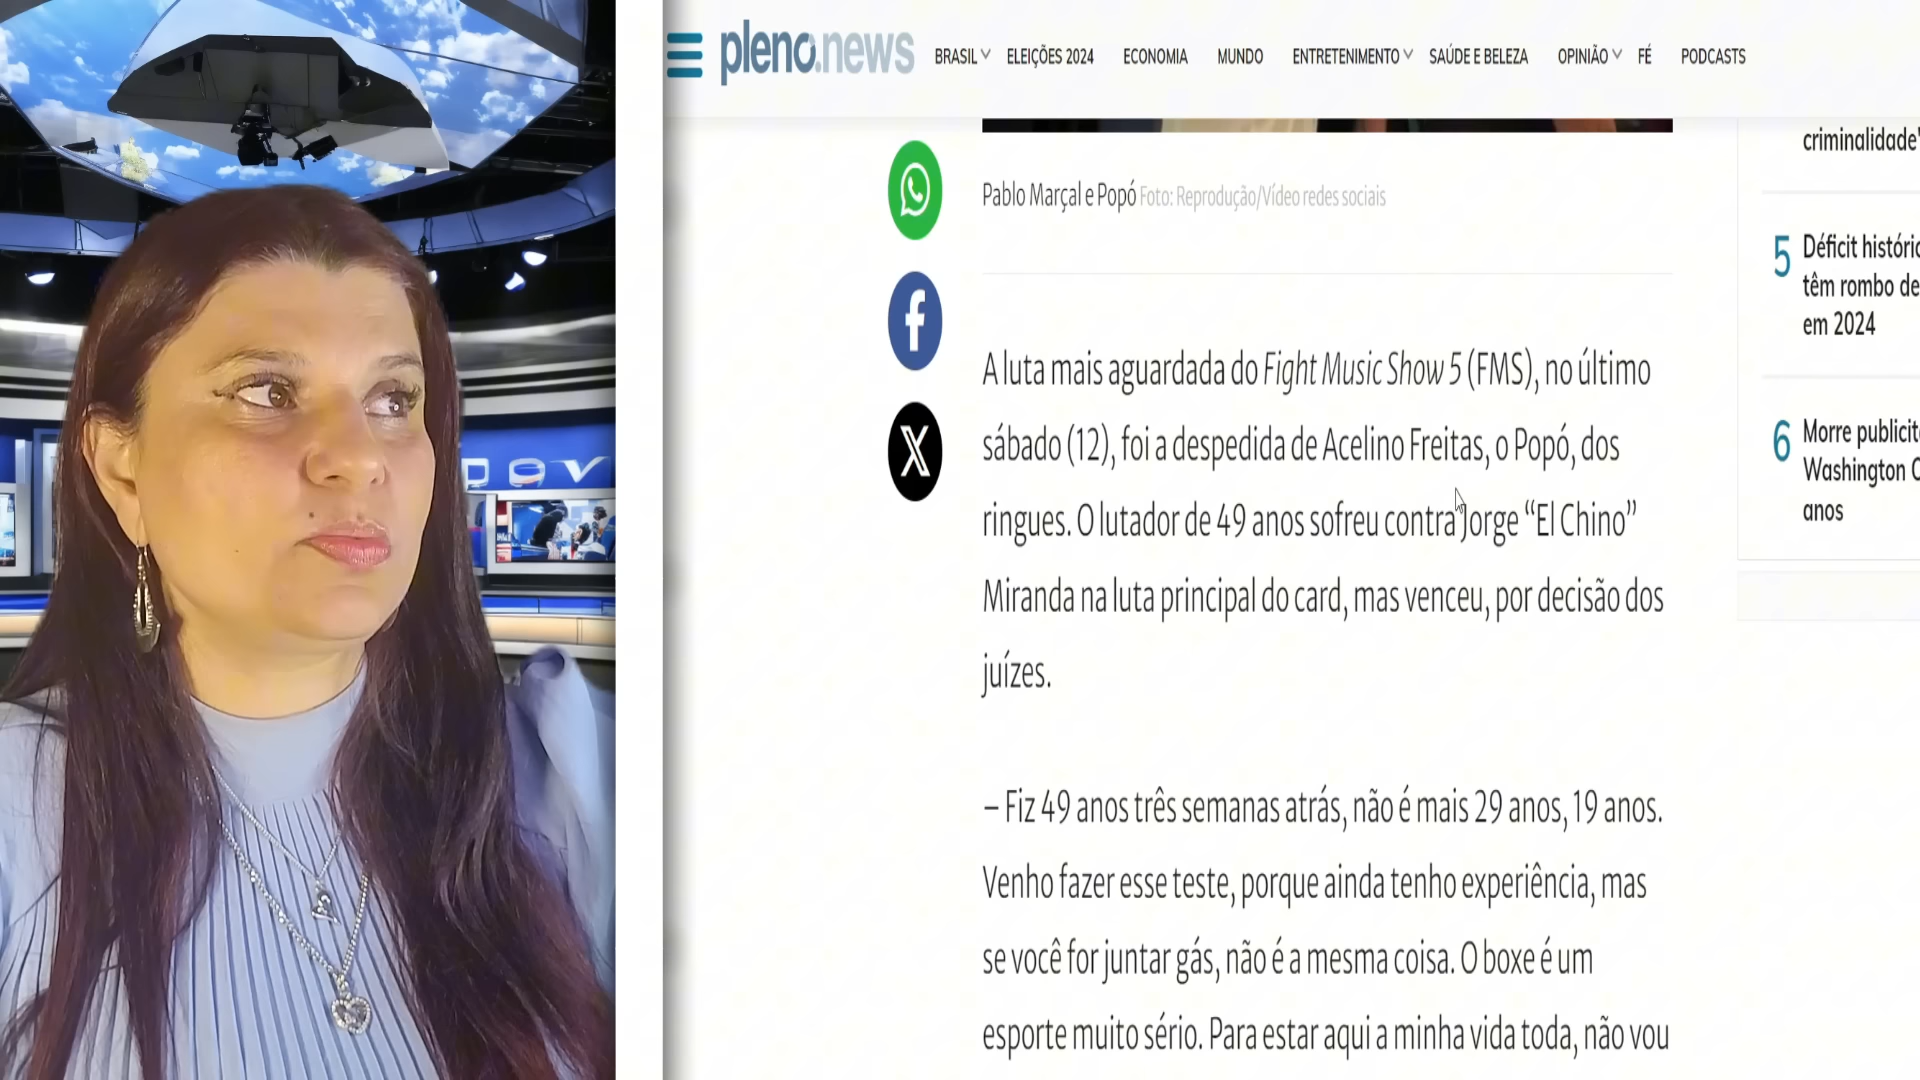 pleno.news
BRASIL ELEIÇÕES 2024 ECONOMIA MUNDO ENTRETENIMENTO SAÚDE E BELEZA OPINIÃO FÉ PODCASTS
Pablo Marçal e Popó Foto: Reprodução/Vídeo redes sociais
A luta mais aguardada do Fight Music Show 5 (FMS), no último
sábado (12), foi a despedida de Acelino Freitas, o Popó, dos
ringues. O lutador de 49 anos sofreu contra Jorge “El Chino”
Miranda na luta principal do card, mas venceu, por decisão dos
juízes.
– Fiz 49 anos três semanas atrás, não é mais 29 anos, 19 anos.
Venho fazer esse teste, porque ainda tenho experiência, mas
se você for juntar gás, não é a mesma coisa. O boxe é um
esporte muito sério. Para estar aqui a minha vida toda, não vou
criminalidade'
5 Déficit históric
têm rombo de
em 2024
6 Morre publicit
Washington O
anos